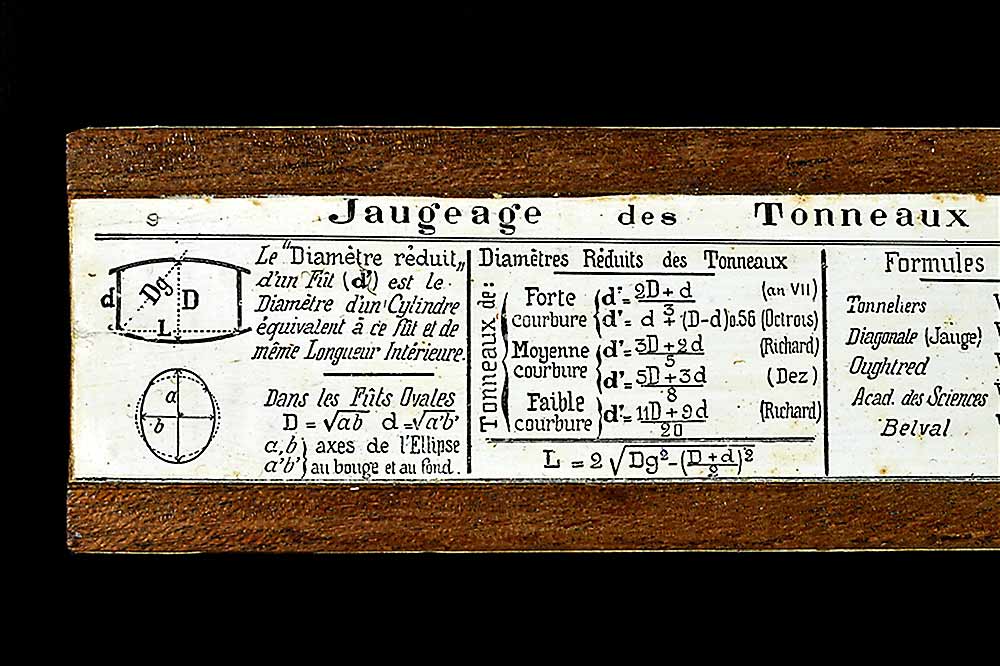 9 Jaugeage des Tonneaux
d Dg D L
Le "Diamètre réduit„
d'un Fût (d') est le
Diamètre d'un Cylindre
équivalent à ce fût et de
même Longueur Intérieure.
a b
Dans les Fûts Ovales
D = √ab d = √a'b'
a, b } axes de l'Ellipse
a'b' } au bouge et au fond.
Diamètres Réduits des Tonneaux
Tonneaux de:
Forte courbure
d' = (2D + d)/3 (an VII)
d' = d + (D-d)0.56 (Octrois)
Moyenne courbure
d' = (3D + 2d)/5 (Richard)
d' = (5D + 3d)/8 (Dez)
Faible courbure
d' = (11D + 9d)/20 (Richard)
L = 2 √(Dg² - ((D + d)/2)²)
Formules
Tonneliers
Diagonale (Jauge)
Oughtred
Acad. des Sciences
Belval